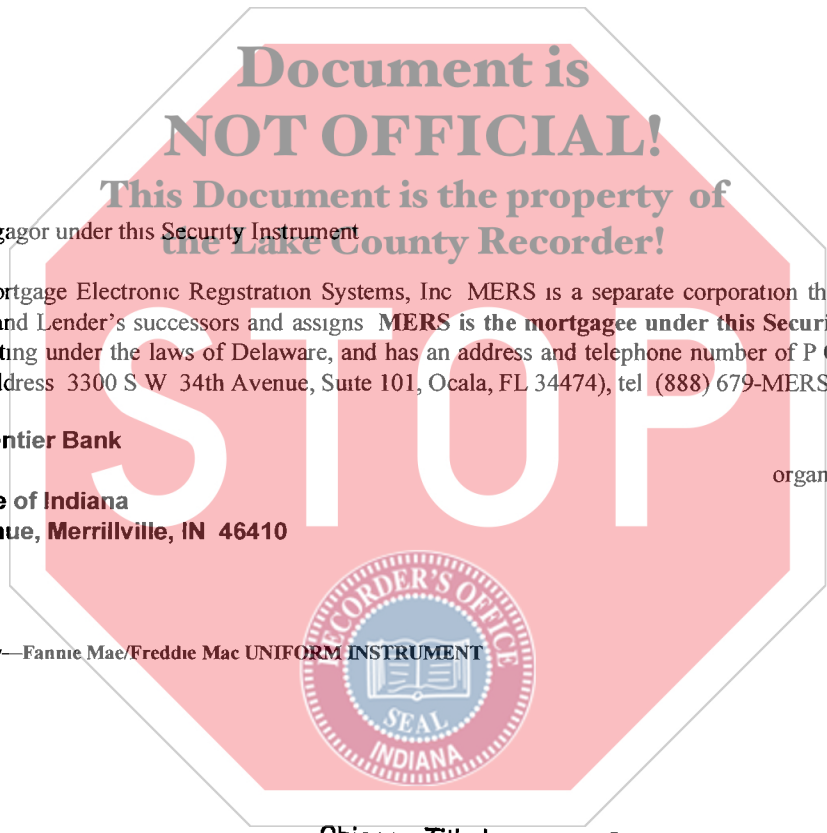 Document is
NOT OFFICIAL!
This Document is the property of
the Lake County Recorder!
gagor under this Security Instrument
ortgage Electronic Registration Systems, Inc MERS is a separate corporation th
and Lender's successors and assigns MERS is the mortgagee under this Securi
ting under the laws of Delaware, and has an address and telephone number of P
ddress 3300 S W 34th Avenue, Suite 101, Ocala, FL 34474), tel (888) 679-MERS
ntier Bank
organ
e of Indiana
nue, Merrillville, IN 46410
STOP
—Fannie Mae/Freddie Mac UNIFORM INSTRUMENT
RECORDER'S OFFICE
SEAL
INDIANA